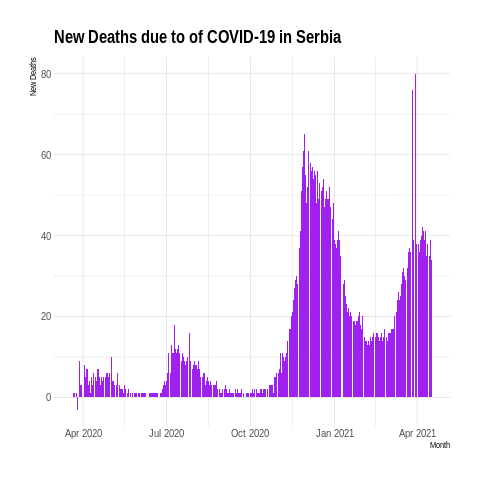 New Deaths due to of COVID-19 in Serbia
New Deaths
80
60
40
20
0
Apr 2020 Jul 2020 Oct 2020 Jan 2021 Apr 2021
Month